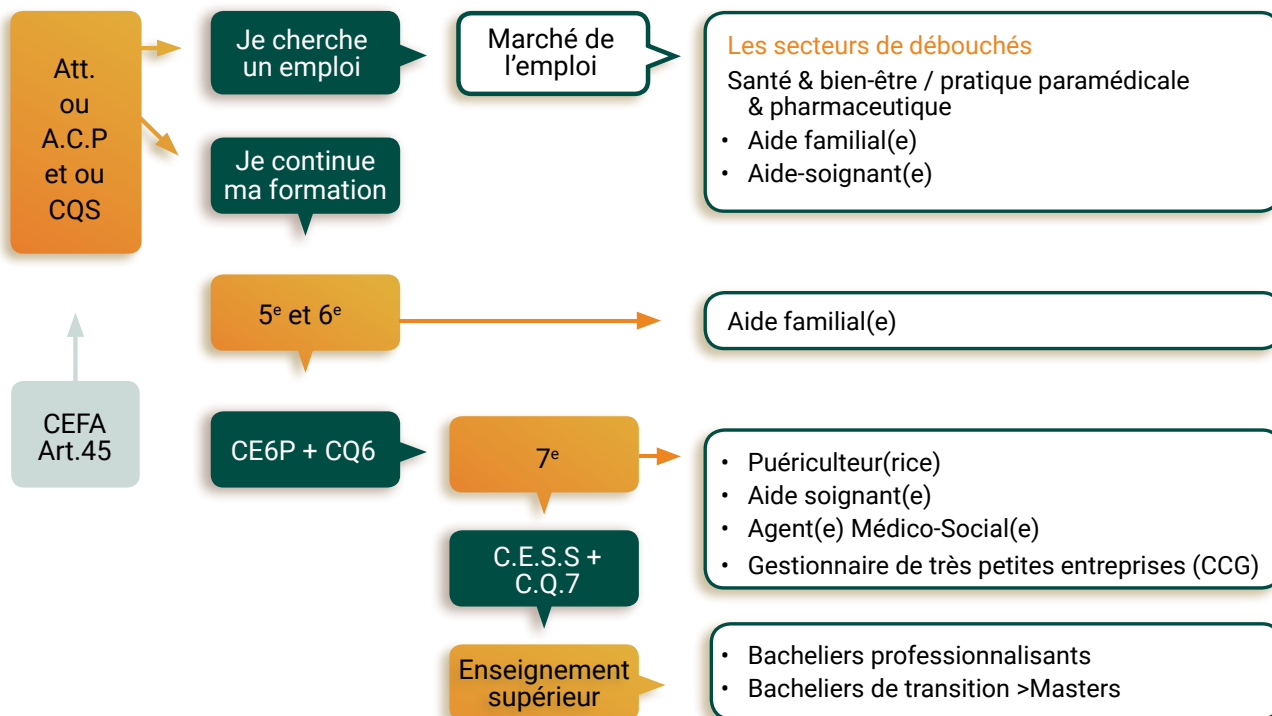 Att.
ou
A.C.P
et ou
CQS
Je cherche
un emploi
Marché de
l’emploi
Les secteurs de débouchés
Santé & bien-être / pratique paramédicale
& pharmaceutique
• Aide familial(e)
• Aide-soignant(e)
Je continue
ma formation
5ᵉ et 6ᵉ
Aide familial(e)
CEFA
Art.45
CE6P + CQ6
7ᵉ
• Puériculteur(rice)
• Aide soignant(e)
• Agent(e) Médico-Social(e)
• Gestionnaire de très petites entreprises (CCG)
C.E.S.S +
C.Q.7
Enseignement
supérieur
• Bacheliers professionnalisants
• Bacheliers de transition >Masters